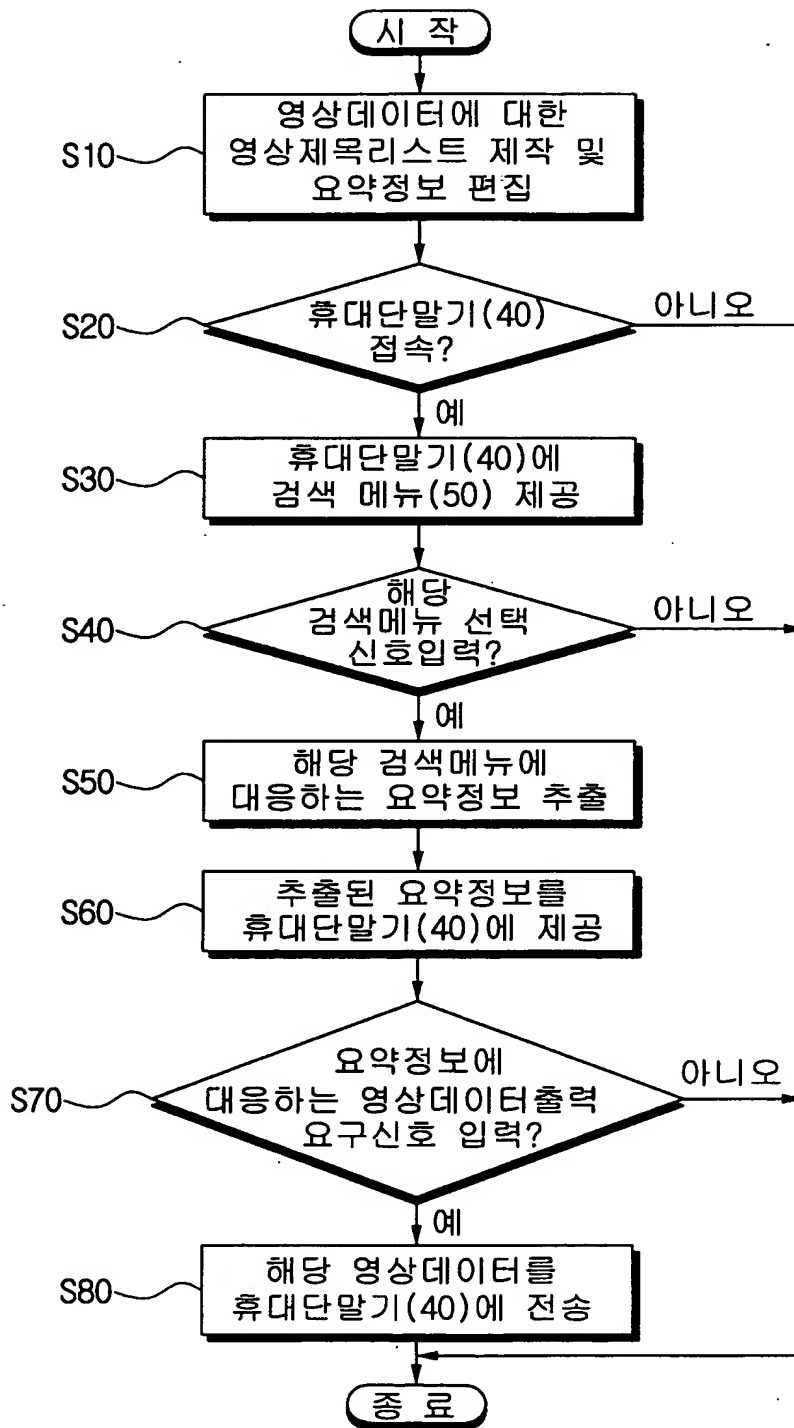 시 작
S10
영상데이터에 대한
영상제목리스트 제작 및
요약정보 편집
S20
휴대단말기(40)
접속?
아니오
예
S30
휴대단말기(40)에
검색 메뉴(50) 제공
S40
해당
검색메뉴 선택
신호입력?
아니오
예
S50
해당 검색메뉴에
대응하는 요약정보 추출
S60
추출된 요약정보를
휴대단말기(40)에 제공
S70
요약정보에
대응하는 영상데이터출력
요구신호 입력?
아니오
예
S80
해당 영상데이터를
휴대단말기(40)에 전송
종 료